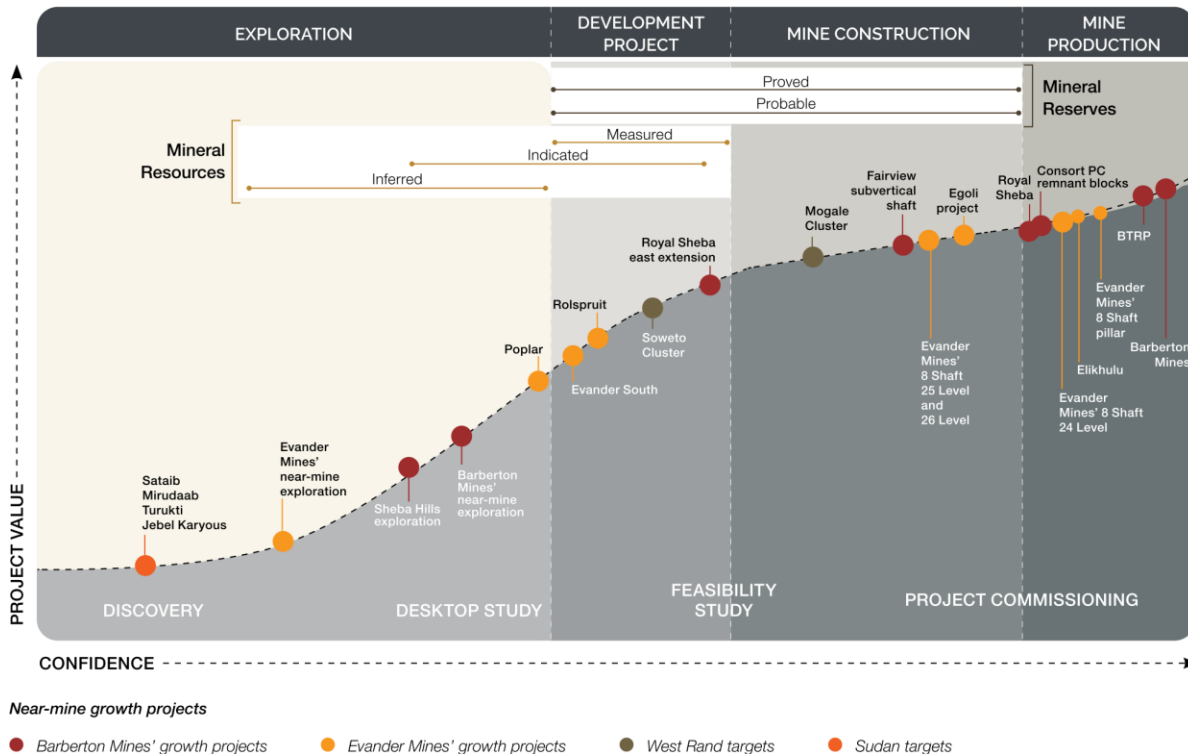 EXPLORATION
DEVELOPMENT
PROJECT
MINE CONSTRUCTION
MINE
PRODUCTION
Proved
Probable
Mineral
Reserves
Measured
Indicated
Inferred
Mineral
Resources
Sataib
Mirudaab
Turukti
Jebel Karyous
Evander
Mines'
near-mine
exploration
Sheba Hills
exploration
Barberton
Mines'
near-mine
exploration
Poplar
Evander South
Rolspruit
Soweto
Cluster
Royal Sheba
east extension
Mogale
Cluster
Fairview
subvertical
shaft
Evander
Mines'
8 Shaft
25 Level
and
26 Level
Egoli
project
Royal
Sheba
Consort PC
remnant blocks
Evander
Mines' 8 Shaft
24 Level
Elikhulu
Evander
Mines'
8 Shaft
pillar
BTRP
Barberton
Mines
DISCOVERY
DESKTOP STUDY
FEASIBILITY
STUDY
PROJECT COMMISSIONING
PROJECT VALUE
CONFIDENCE
Near-mine growth projects
Barberton Mines' growth projects
Evander Mines' growth projects
West Rand targets
Sudan targets